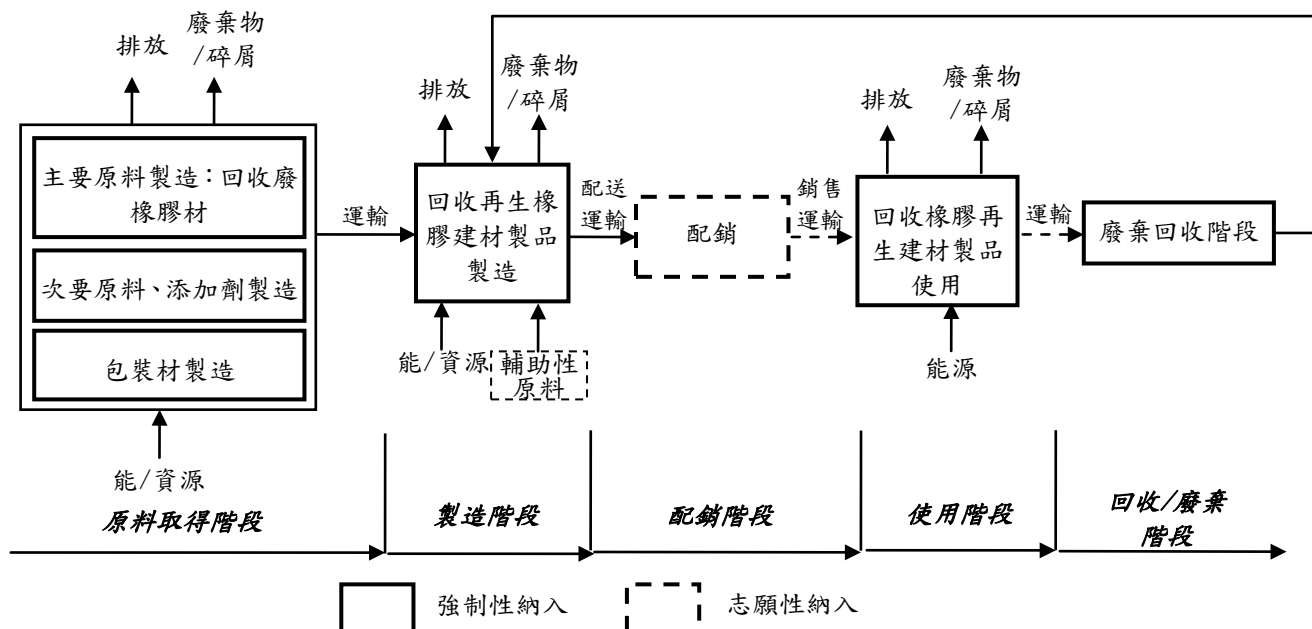 排放
廢棄物
/碎屑
主要原料製造：回收廢
橡膠材
次要原料、添加劑製造
包裝材製造
能/資源
運輸
排放
廢棄物
/碎屑
回收再生橡
膠建材製品
製造
能/資源
輔助性
原料
配送
運輸
配銷
銷售
運輸
排放
廢棄物
/碎屑
回收橡膠再
生建材製品
使用
能源
運輸
廢棄回收階段
原料取得階段
製造階段
配銷階段
使用階段
回收/廢棄
階段
強制性納入
志願性納入